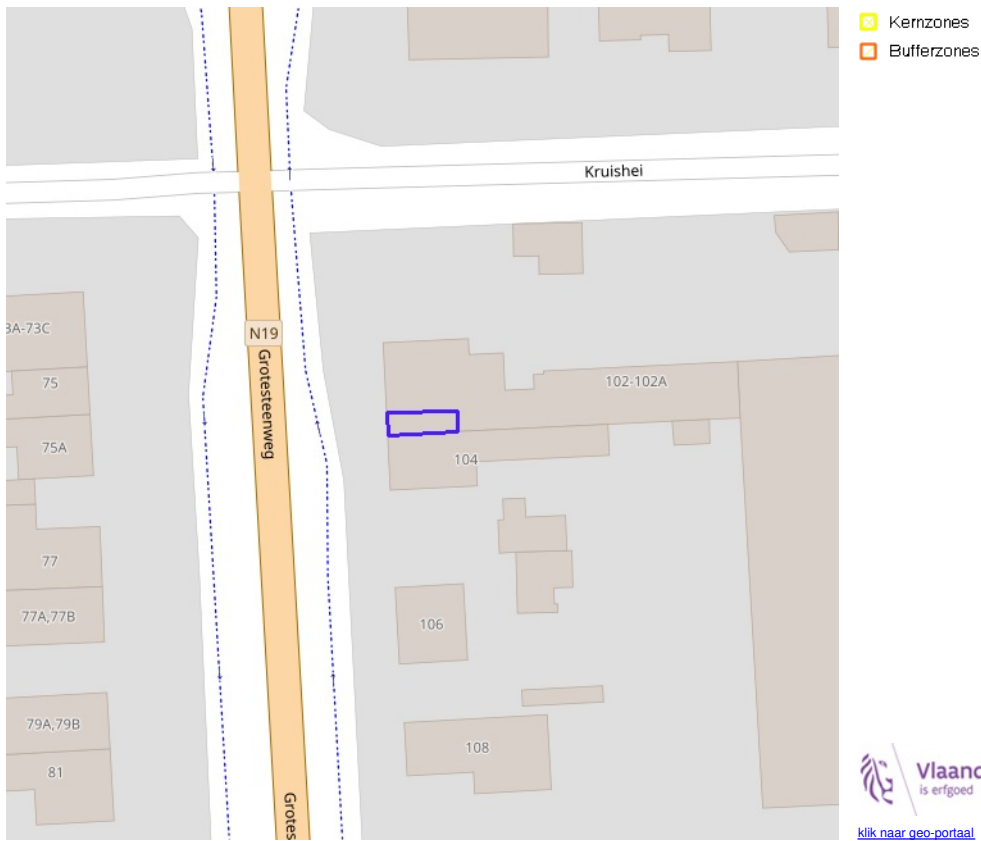 Kernzones
Bufferzones
Kruishei
N19
Grotesteenweg
3A-73C
75
75A
102-102A
104
77
77A,77B
106
79A,79B
81
108
Grotes
Vlaand
is erfgoed
klik naar geo-portaal